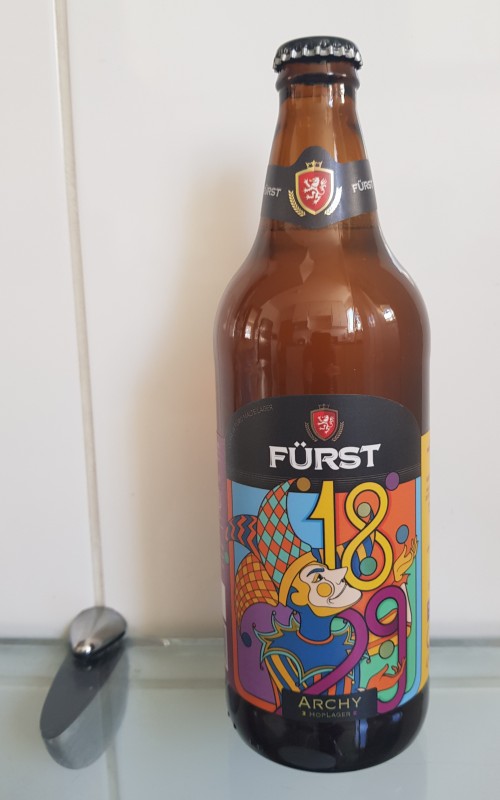 FÜRST
FÜRST
18
29
ARCHY
HOPLAGER